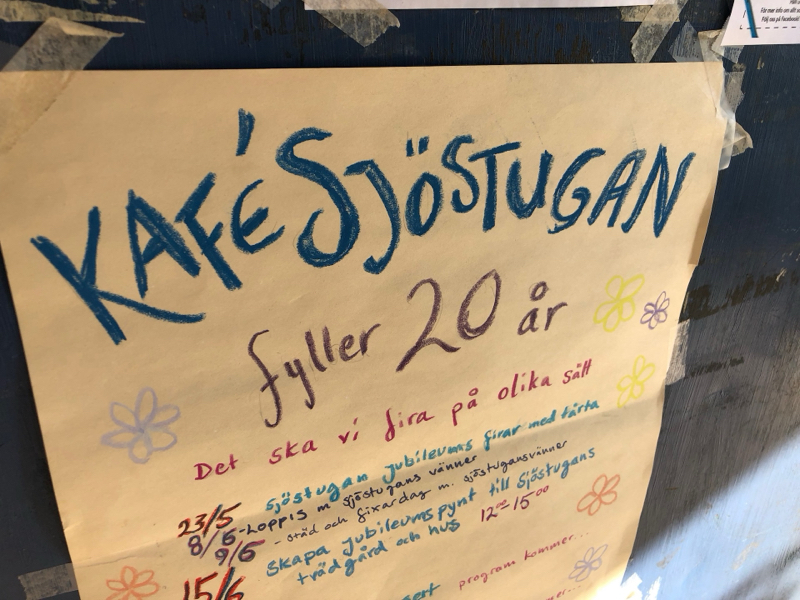 KAFÉ SJÖSTUGAN
fyller 20 år
Det ska vi fira på olika sätt
23/5 Sjöstugan jubileums firar med tårta
8/6 - LOPPIS m sjöstugans vänner
9/6 - städ och fixardag m. sjöstugansvänner
15/6 Skapa jubileumspynt till Sjöstugans
trädgård och hus 12⁰⁰-15⁰⁰
program kommer...